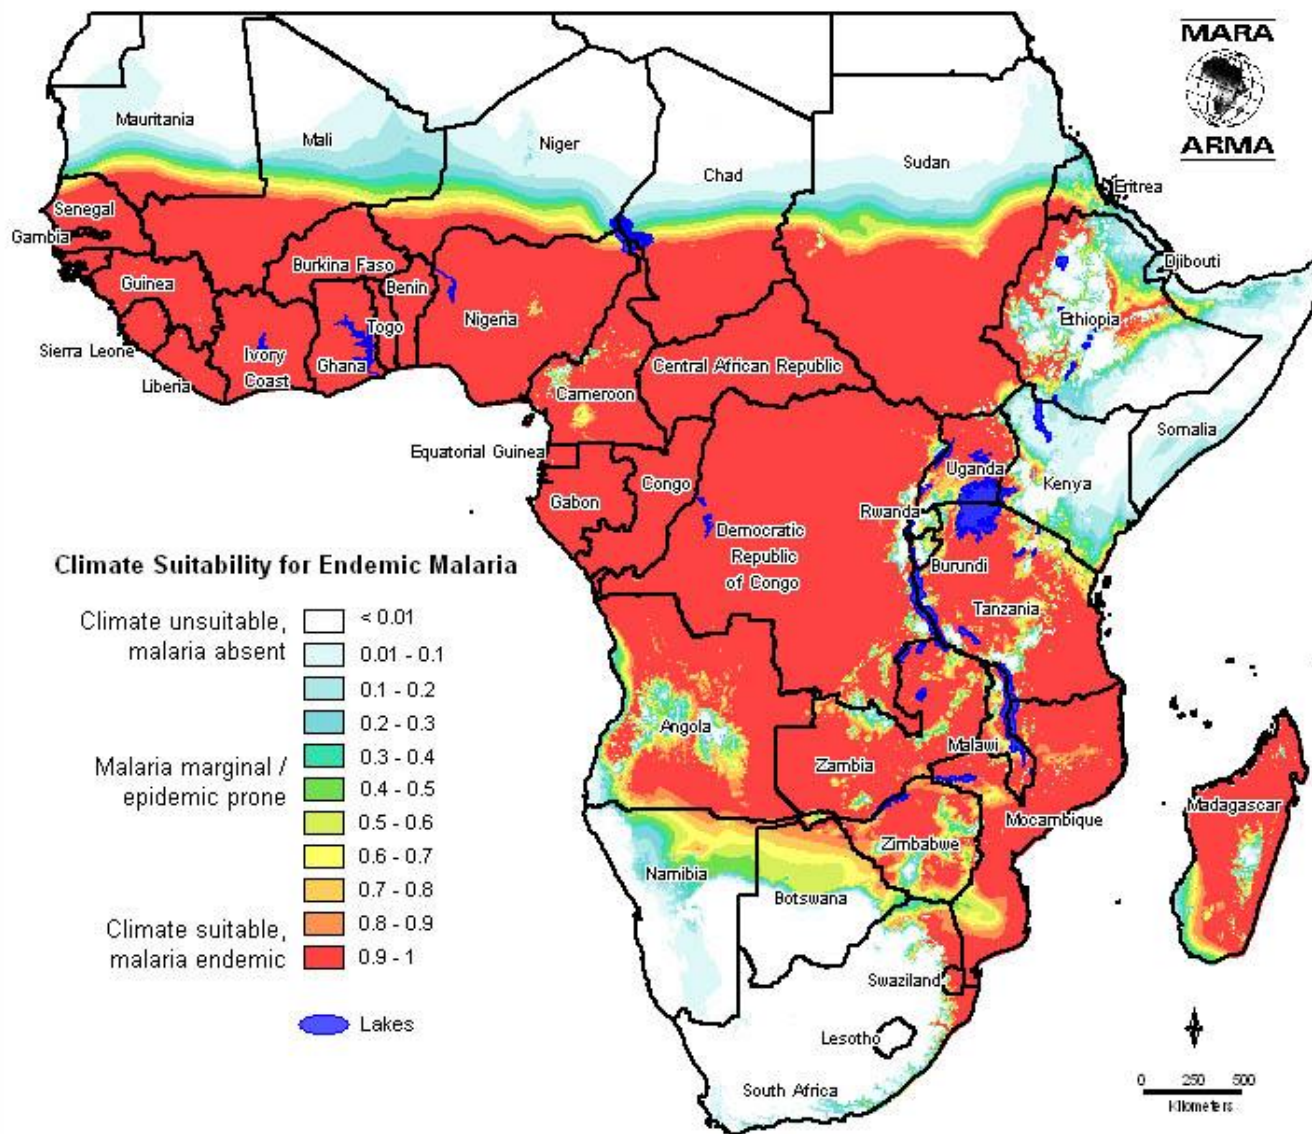 MARA
ARMA
Mauritania
Mali
Niger
Chad
Sudan
Eritrea
Senegal
Gambia
Djibouti
Burkina Faso
Guinea
Benin
Nigeria
Ethiopia
Togo
Sierra Leone
Ivory
Coast
Ghana
Central African Republic
Liberia
Cameroon
Somalia
Equatorial Guinea
Uganda
Congo
Kenya
Gabon
Rwanda
Democratic
Republic
of Congo
Burundi
Tanzania
Angola
Malawi
Zambia
Mocambique
Madagascar
Zimbabwe
Namibia
Botswana
Swaziland
Lesotho
South Africa
Climate Suitability for Endemic Malaria
Climate unsuitable,
malaria absent
Malaria marginal /
epidemic prone
Climate suitable,
malaria endemic
< 0.01
0.01 - 0.1
0.1 - 0.2
0.2 - 0.3
0.3 - 0.4
0.4 - 0.5
0.5 - 0.6
0.6 - 0.7
0.7 - 0.8
0.8 - 0.9
0.9 - 1
Lakes
0 250 500
Kilometers